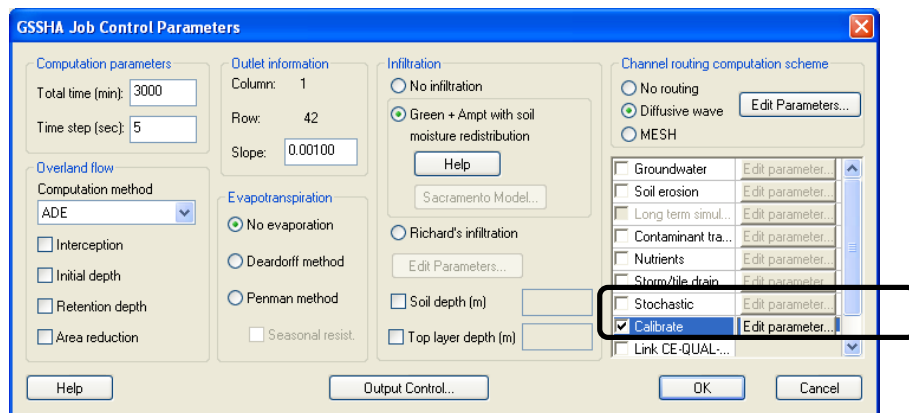 GSSHA Job Control Parameters
Computation parameters
Total time (min): 3000
Time step (sec): 5
Overland flow
Computation method
ADE
Interception
Initial depth
Retention depth
Area reduction
Outlet information
Column: 1
Row: 42
Slope: 0.00100
Evapotranspiration
No evaporation
Deardorff method
Penman method
Seasonal resist.
Infiltration
No infiltration
Green + Ampt with soil
moisture redistribution
Help
Sacramento Model...
Richard's infiltration
Edit Parameters...
Soil depth (m)
Top layer depth (m)
Channel routing computation scheme
No routing
Diffusive wave
Edit Parameters...
MESH
Groundwater Edit parameter...
Soil erosion Edit parameter...
Long term simul... Edit parameter...
Contaminant tra... Edit parameter...
Nutrients Edit parameter...
Storm/tile drain Edit parameter...
Stochastic Edit parameter...
Calibrate Edit parameter...
Link CE-QUAL-...
Help
Output Control...
OK
Cancel